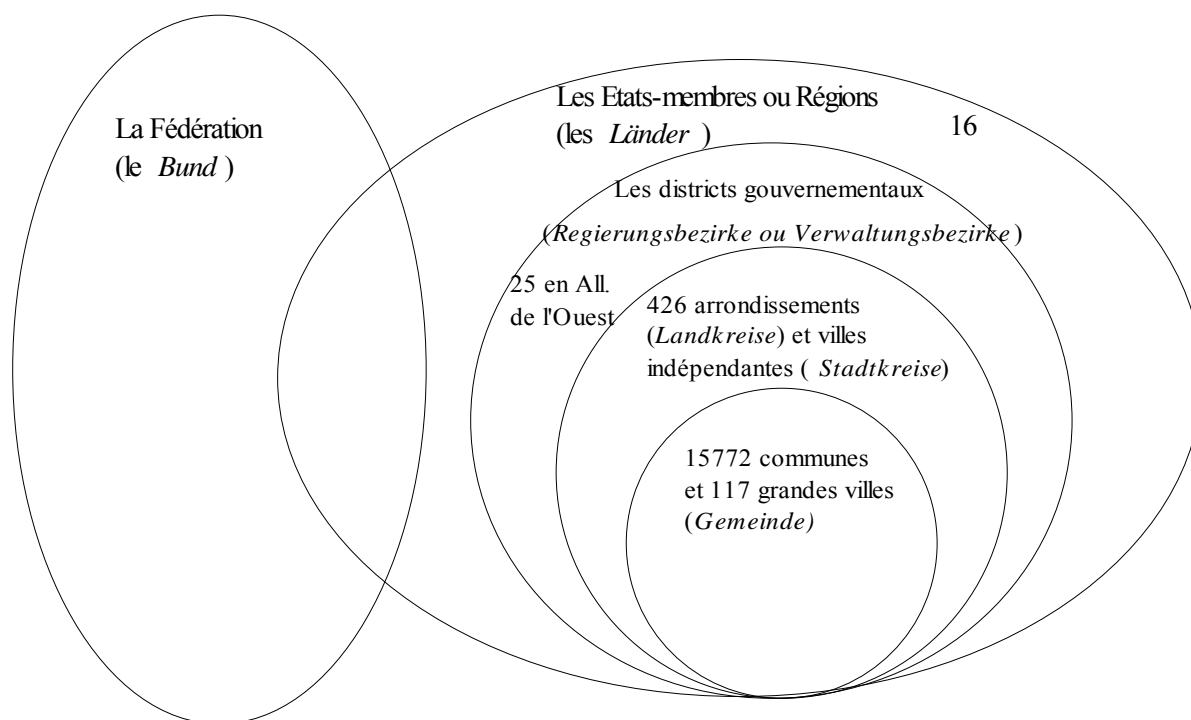 La Fédération
(le Bund )
Les Etats-membres ou Régions
(les Länder )
16
Les districts gouvernementaux
(Regierungsbezirke ou Verwaltungsbezirke )
25 en All.
de l'Ouest
426 arrondissements
(Landkreise) et villes
indépendantes ( Stadtkreise)
15772 communes
et 117 grandes villes
(Gemeinde)